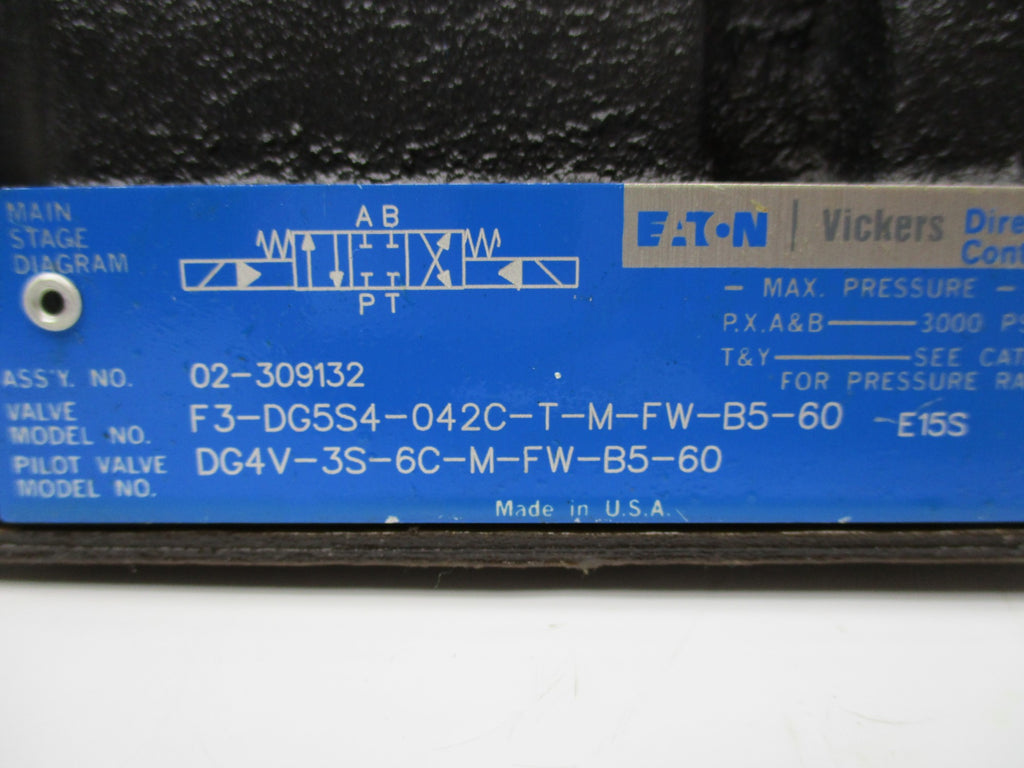 MAIN
STAGE
DIAGRAM
A B
P T
EATON | Vickers
- MAX. PRESSURE -
P.X.A&B 3000
T&Y SEE
FOR PRESSURE
ASS'Y. NO. 02-309132
VALVE
MODEL NO. F3-DG5S4-042C-T-M-FW-B5-60 -E15S
PILOT VALVE
MODEL NO. DG4V-3S-6C-M-FW-B5-60
Made in U.S.A.